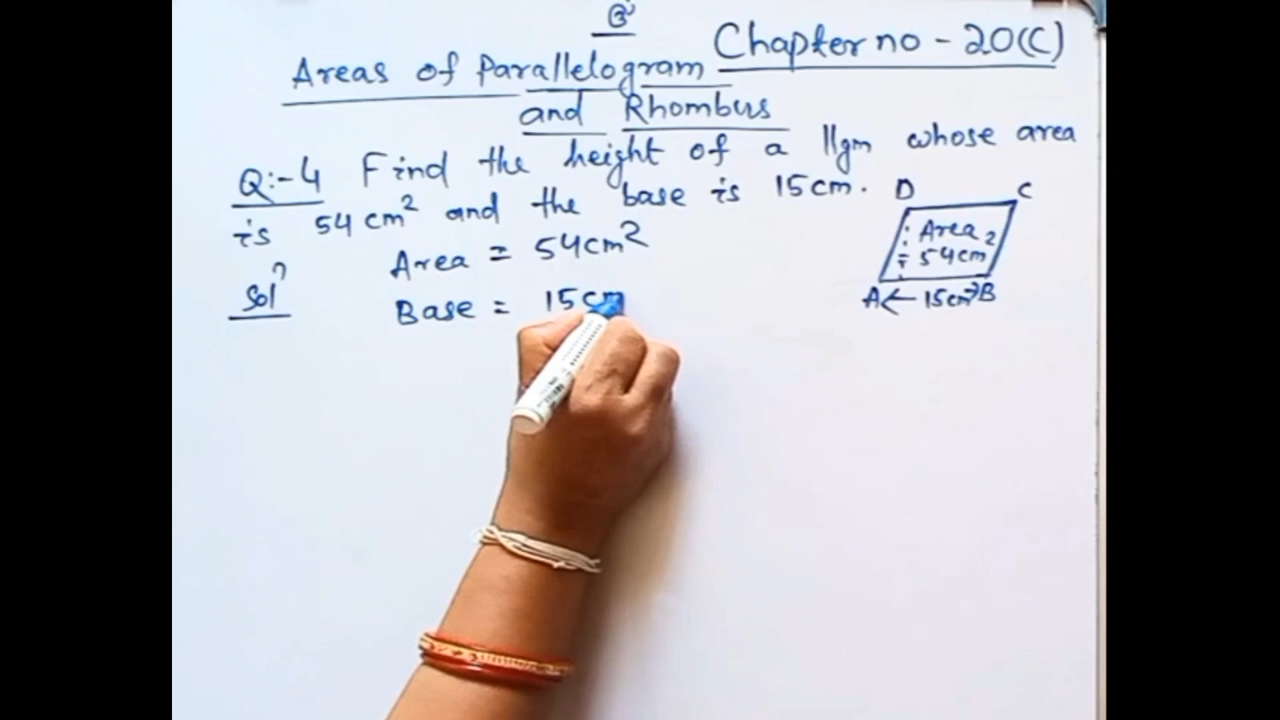 Chapter no - 20(C)
Areas of Parallelogram
and Rhombus
Q:-4 Find the height of a ||gm whose area
is 54 cm² and the base is 15cm.
Sol?
Area = 54cm²
Base = 15cm
D C
Area
= 54cm²
A ← 15cm → B